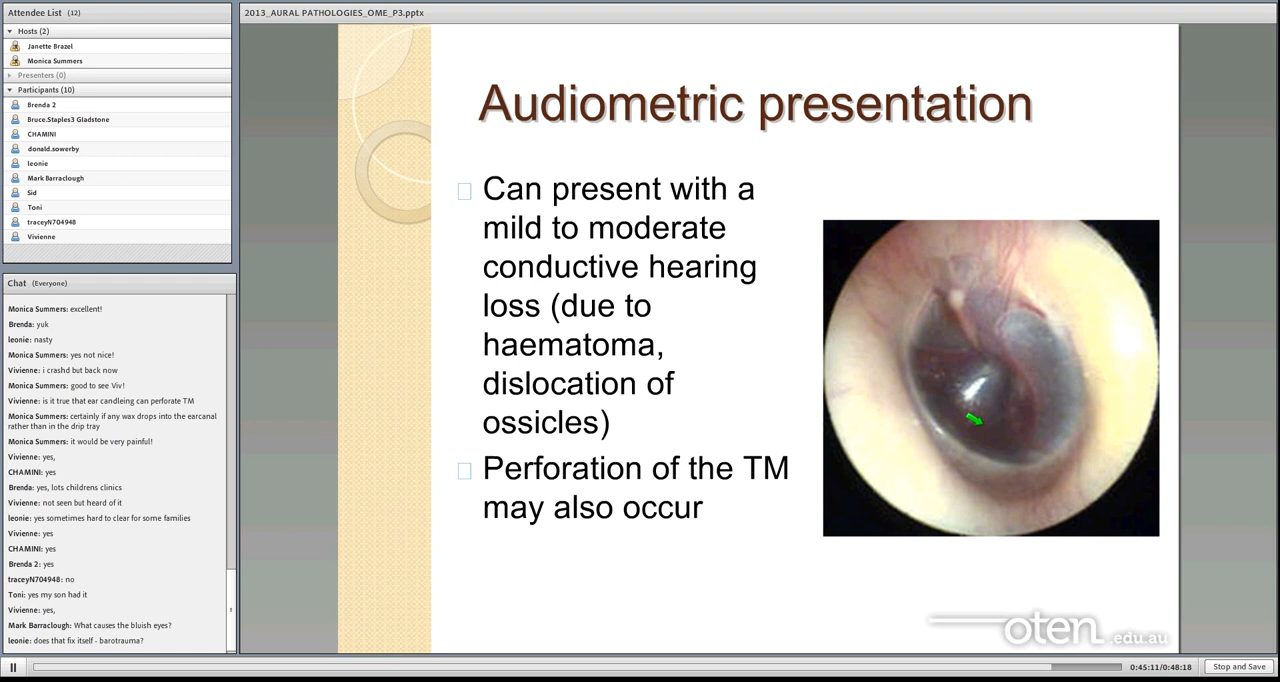 Attendee List (12)
Hosts (2)
Janette Brazel
Monica Summers
Presenters (0)
Participants (10)
Brenda 2
Bruce.Staples3 Gladstone
CHAMINI
donald.sowerby
leonie
Mark Barraclough
Sid
Toni
traceyN704948
Vivienne
Chat (Everyone)
Monica Summers: excellent!
Brenda: yuk
leonie: nasty
Monica Summers: yes not nice!
Vivienne: i crashd but back now
Monica Summers: good to see Viv!
Vivienne: is it true that ear candleing can perforate TM
Monica Summers: certainly if any wax drops into the earcanal
rather than in the drip tray
Monica Summers: it would be very painful!
Vivienne: yes,
CHAMINI: yes
Brenda: yes, lots childrens clinics
Vivienne: not seen but heard of it
leonie: yes sometimes hard to clear for some families
Vivienne: yes
CHAMINI: yes
Brenda 2: yes
traceyN704948: no
Toni: yes my son had it
Vivienne: yes,
Mark Barraclough: What causes the bluish eyes?
leonie: does that fix itself - barotrauma?
2013_AURAL PATHOLOGIES_OME_P3.pptx
Audiometric presentation
Can present with a
mild to moderate
conductive hearing
loss (due to
haematoma,
dislocation of
ossicles)
Perforation of the TM
may also occur
oten.edu.au
0:45:11/0:48:18
Stop and Save